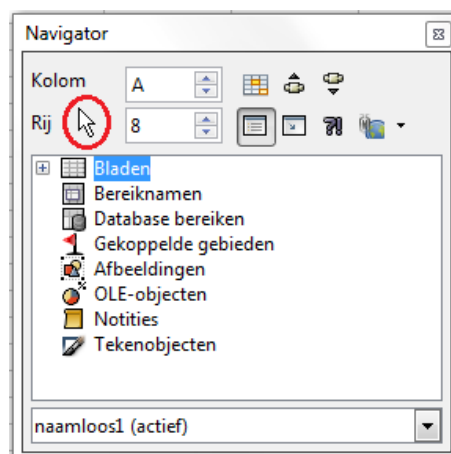 Navigator
Kolom A
Rij 8
Bladen
Bereiknamen
Database bereiken
Gekoppelde gebieden
Afbeeldingen
OLE-objecten
Notities
Tekenobjecten
naamloos1 (actief)